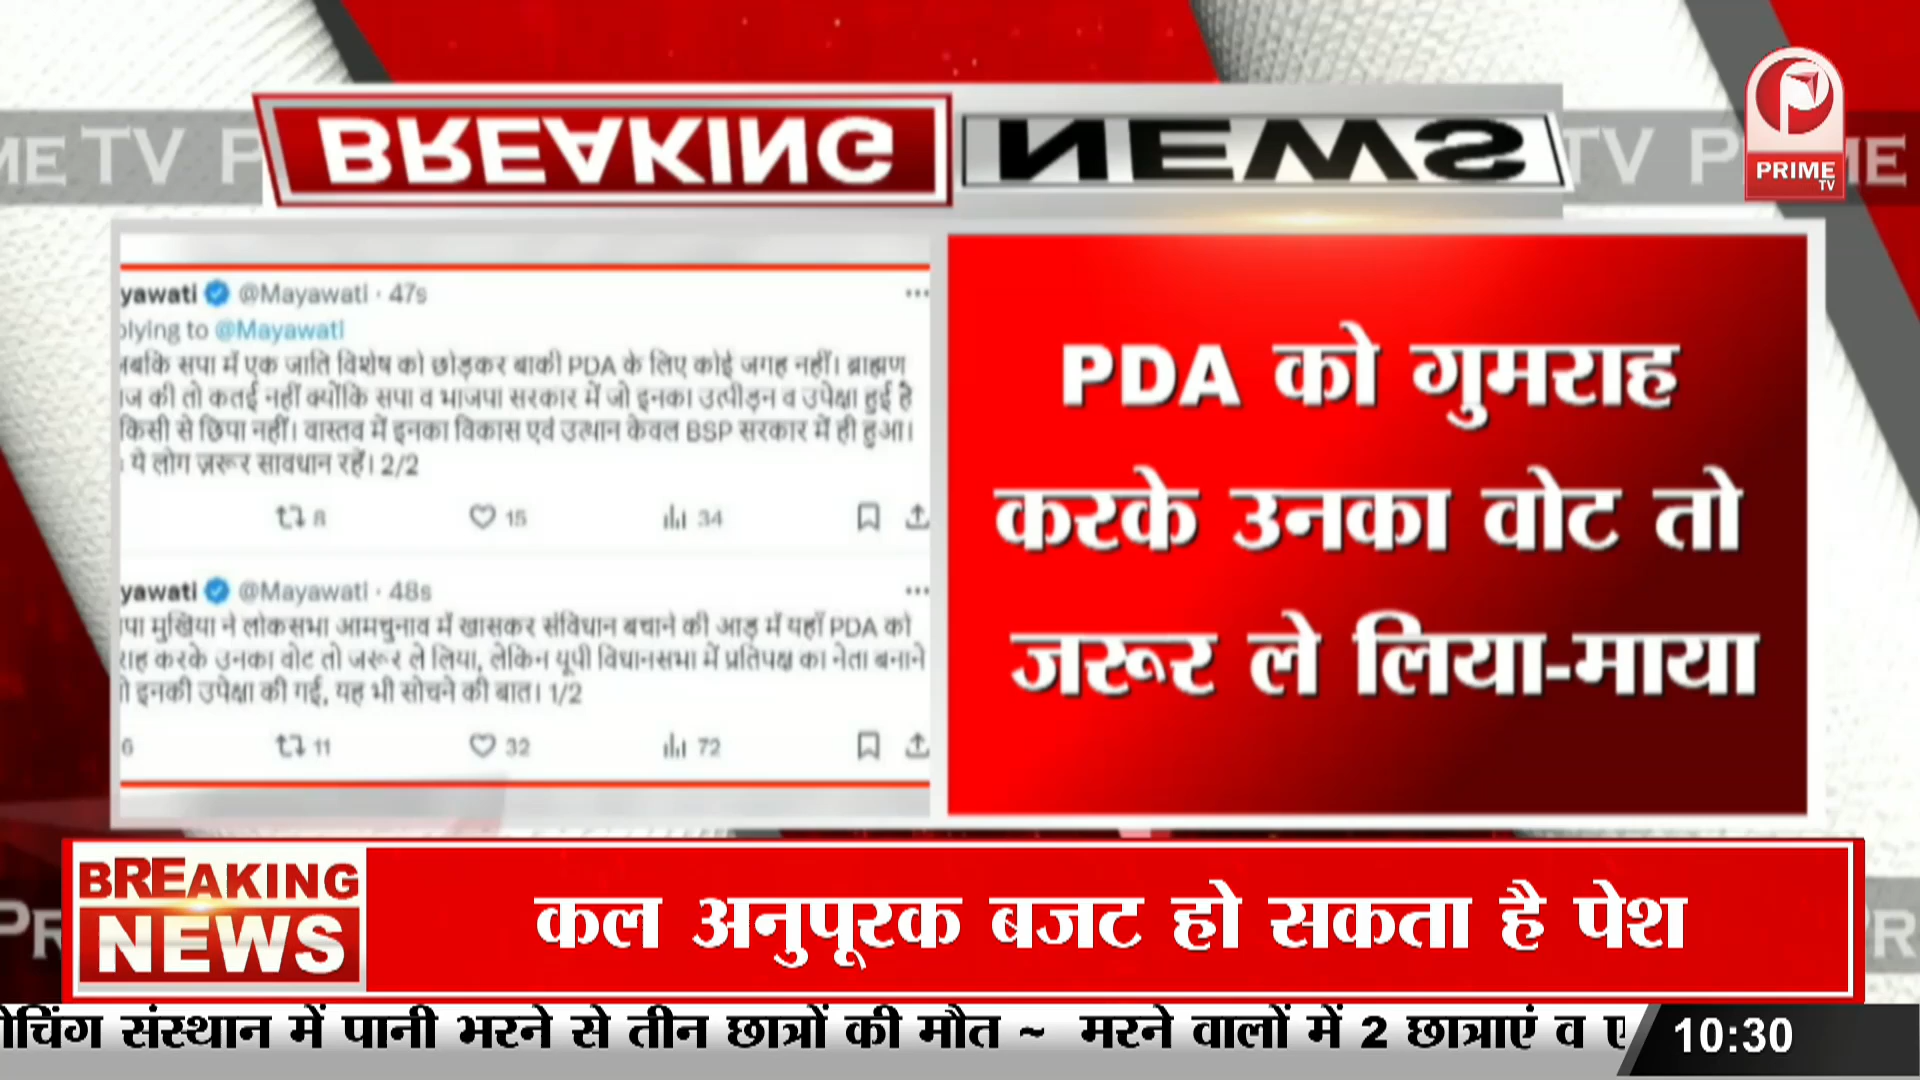 BREAKING NEWS
PRIME
TV
yawati @Mayawati · 47s
plying to @Mayawati
जबकि सपा में एक जाति विशेष को छोड़कर बाकी PDA के लिए कोई जगह नहीं। ब्राह्मण
ज की तो कतई नहीं क्योंकि सपा व भाजपा सरकार में जो इनका उत्पीड़न व उपेक्षा हुई है
किसी से छिपा नहीं। वास्तव में इनका विकास एवं उत्थान केवल BSP सरकार में ही हुआ।
ये लोग ज़रूर सावधान रहें। 2/2
8 15 34
yawati @Mayawati · 48s
पा मुखिया ने लोकसभा आमचुनाव में खासकर संविधान बचाने की आड़ में यहाँ PDA को
राह करके उनका वोट तो जरूर ले लिया, लेकिन यूपी विधानसभा में प्रतिपक्ष का नेता बनाने
इनकी उपेक्षा की गई, यह भी सोचने की बात। 1/2
6 11 32 72
PDA को गुमराह
करके उनका वोट तो
जरूर ले लिया-माया
BREAKING
NEWS
कल अनुपूरक बजट हो सकता है पेश
ोचिंग संस्थान में पानी भरने से तीन छात्रों की मौत ~ मरने वालों में 2 छात्राएं व
10:30